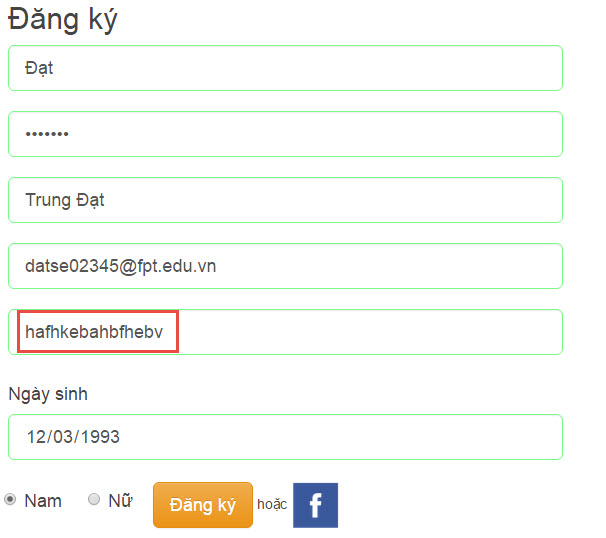 Đăng ký
Đạt
•••••••
Trung Đạt
datse02345@fpt.edu.vn
hafhkebahbfhebv
Ngày sinh
12/03/1993
Nam Nữ Đăng ký hoặc f